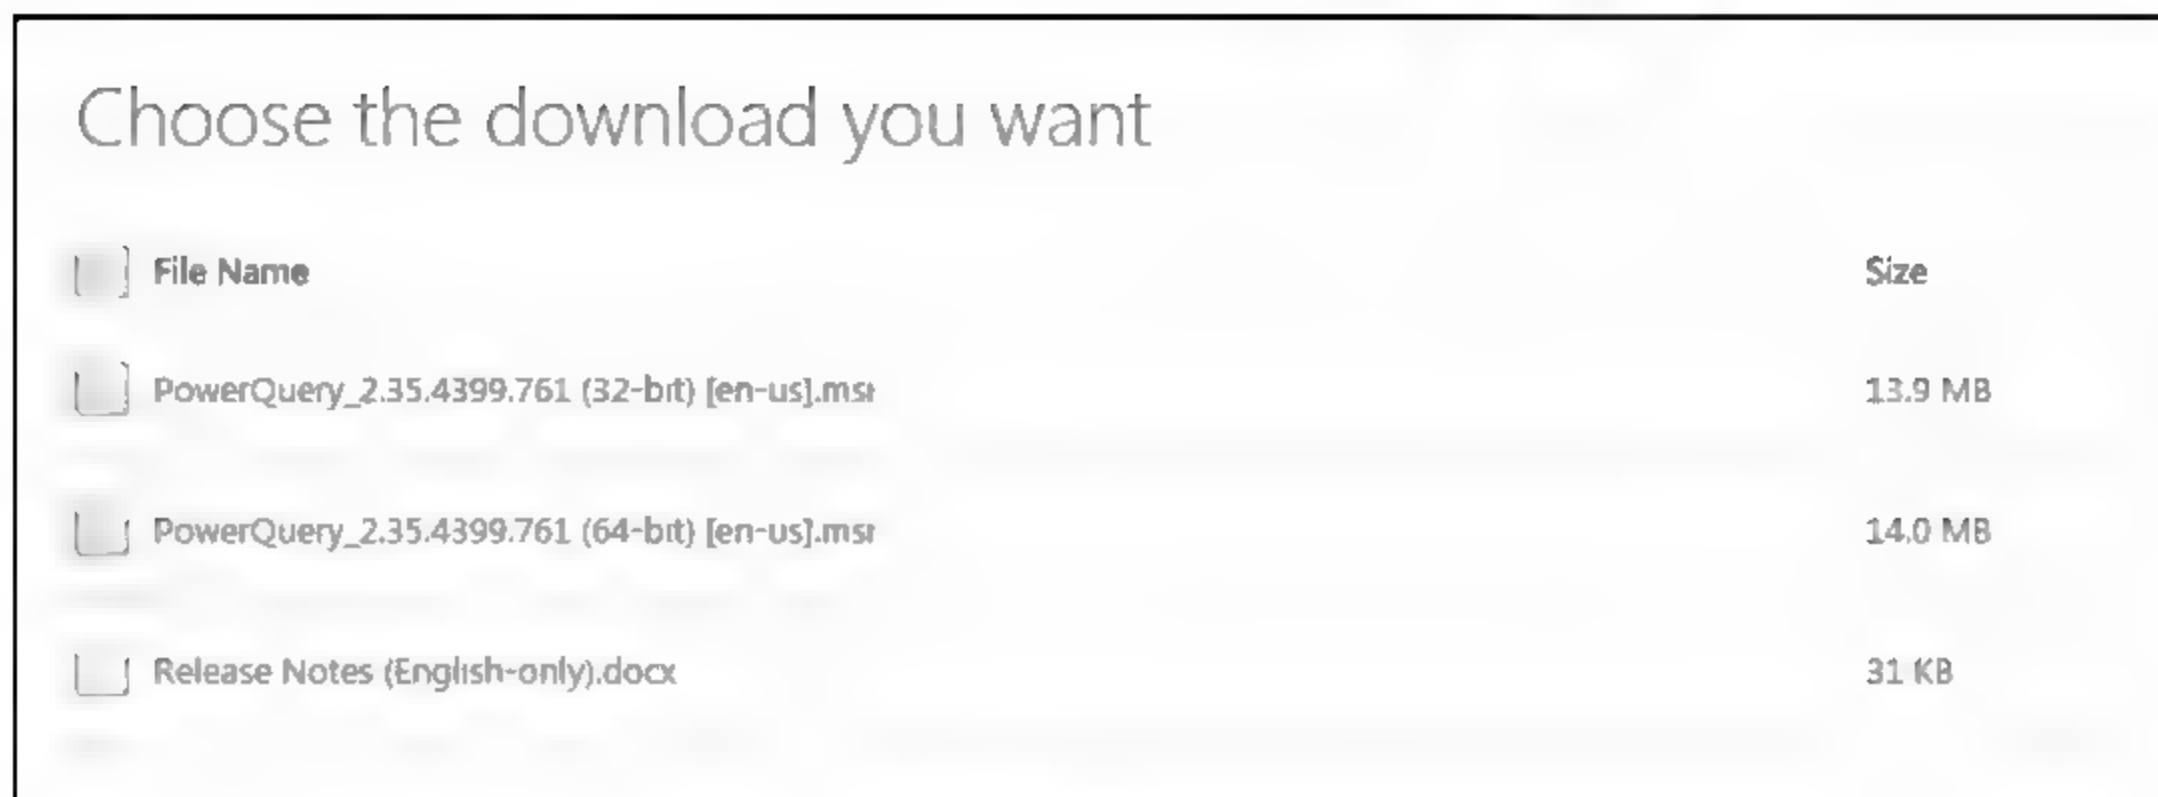 Choose the download you want
File Name Size
PowerQuery_2.35.4399.761 (32-bit) [en-us].msi 13.9 MB
PowerQuery_2.35.4399.761 (64-bit) [en-us].msi 14.0 MB
Release Notes (English-only).docx 31 KB